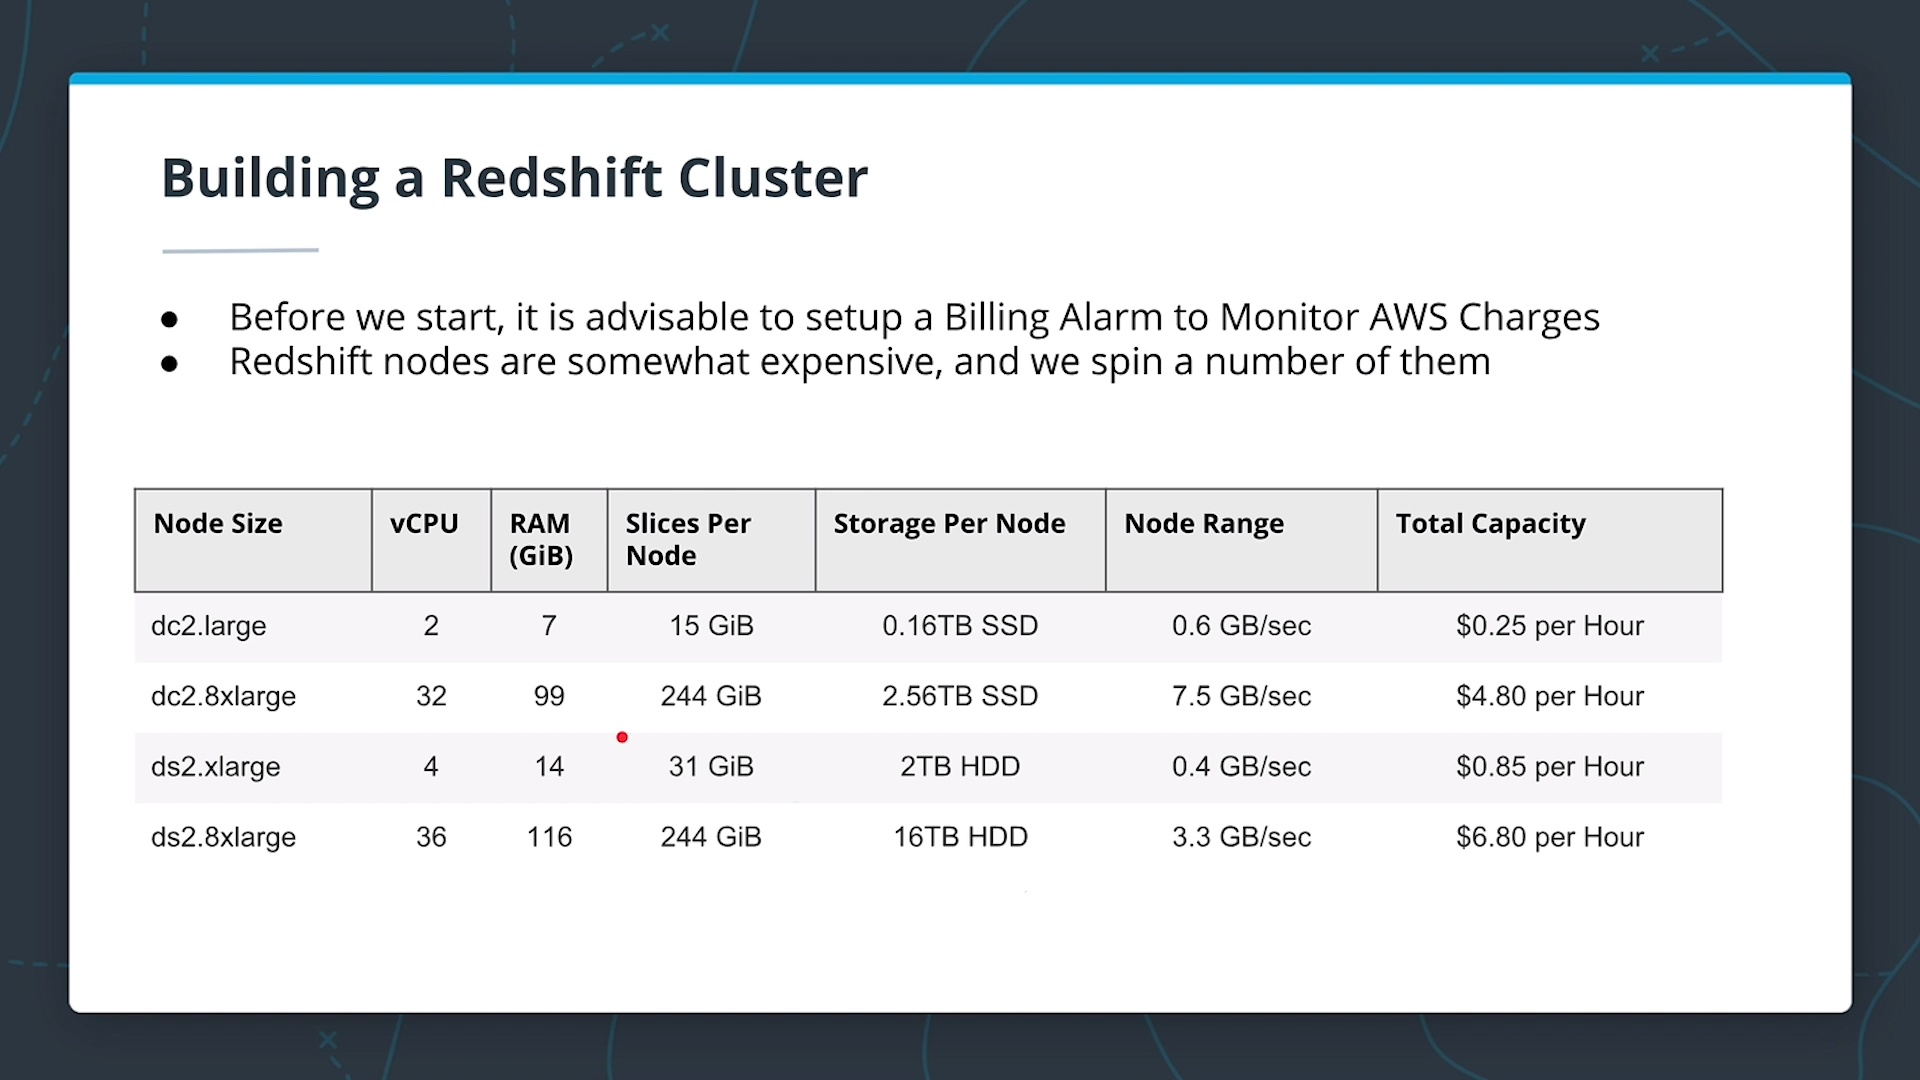 Building a Redshift Cluster
● Before we start, it is advisable to setup a Billing Alarm to Monitor AWS Charges
● Redshift nodes are somewhat expensive, and we spin a number of them
Node Size vCPU RAM (GiB) Slices Per Node Storage Per Node Node Range Total Capacity
dc2.large 2 7 15 GiB 0.16TB SSD 0.6 GB/sec $0.25 per Hour
dc2.8xlarge 32 99 244 GiB 2.56TB SSD 7.5 GB/sec $4.80 per Hour
ds2.xlarge 4 14 31 GiB 2TB HDD 0.4 GB/sec $0.85 per Hour
ds2.8xlarge 36 116 244 GiB 16TB HDD 3.3 GB/sec $6.80 per Hour